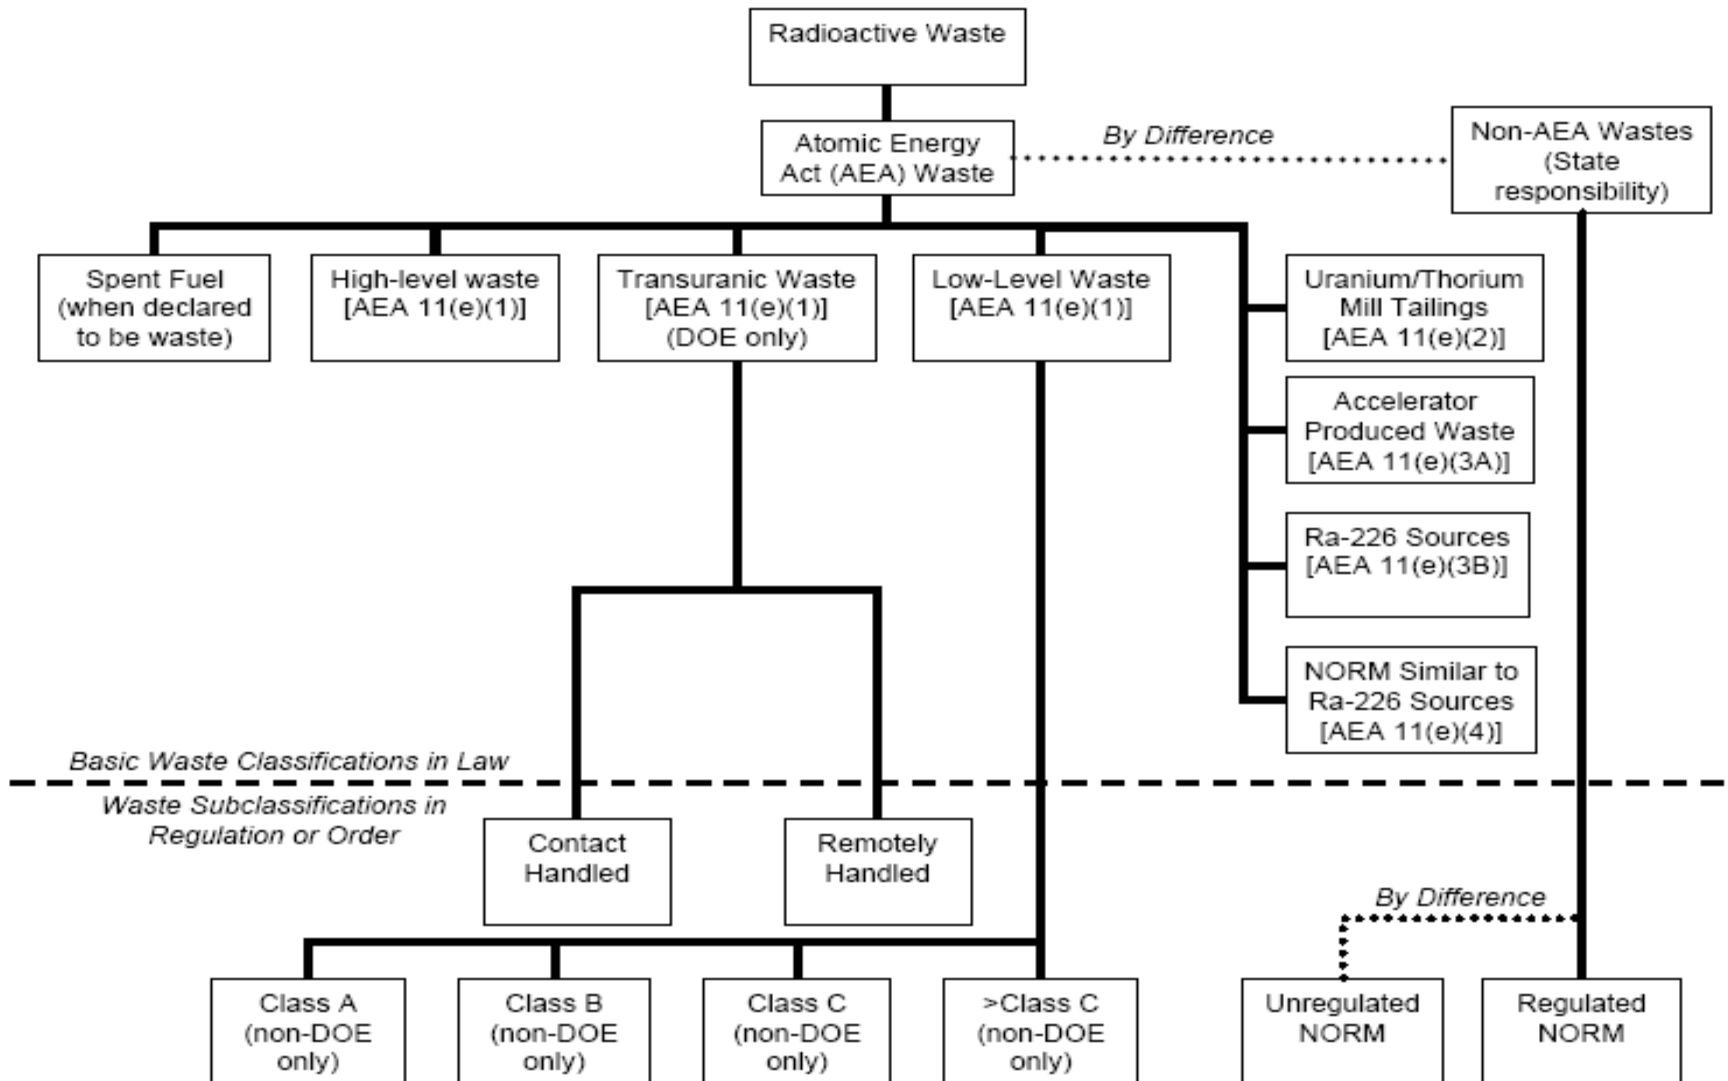 Radioactive Waste
Atomic Energy
Act (AEA) Waste
By Difference
Non-AEA Wastes
(State
responsibility)
Spent Fuel
(when declared
to be waste)
High-level waste
[AEA 11(e)(1)]
Transuranic Waste
[AEA 11(e)(1)]
(DOE only)
Low-Level Waste
[AEA 11(e)(1)]
Uranium/Thorium
Mill Tailings
[AEA 11(e)(2)]
Accelerator
Produced Waste
[AEA 11(e)(3A)]
Ra-226 Sources
[AEA 11(e)(3B)]
NORM Similar to
Ra-226 Sources
[AEA 11(e)(4)]
Basic Waste Classifications in Law
Waste Subclassifications in
Regulation or Order
Contact
Handled
Remotely
Handled
By Difference
Class A
(non-DOE
only)
Class B
(non-DOE
only)
Class C
(non-DOE
only)
>Class C
(non-DOE
only)
Unregulated
NORM
Regulated
NORM